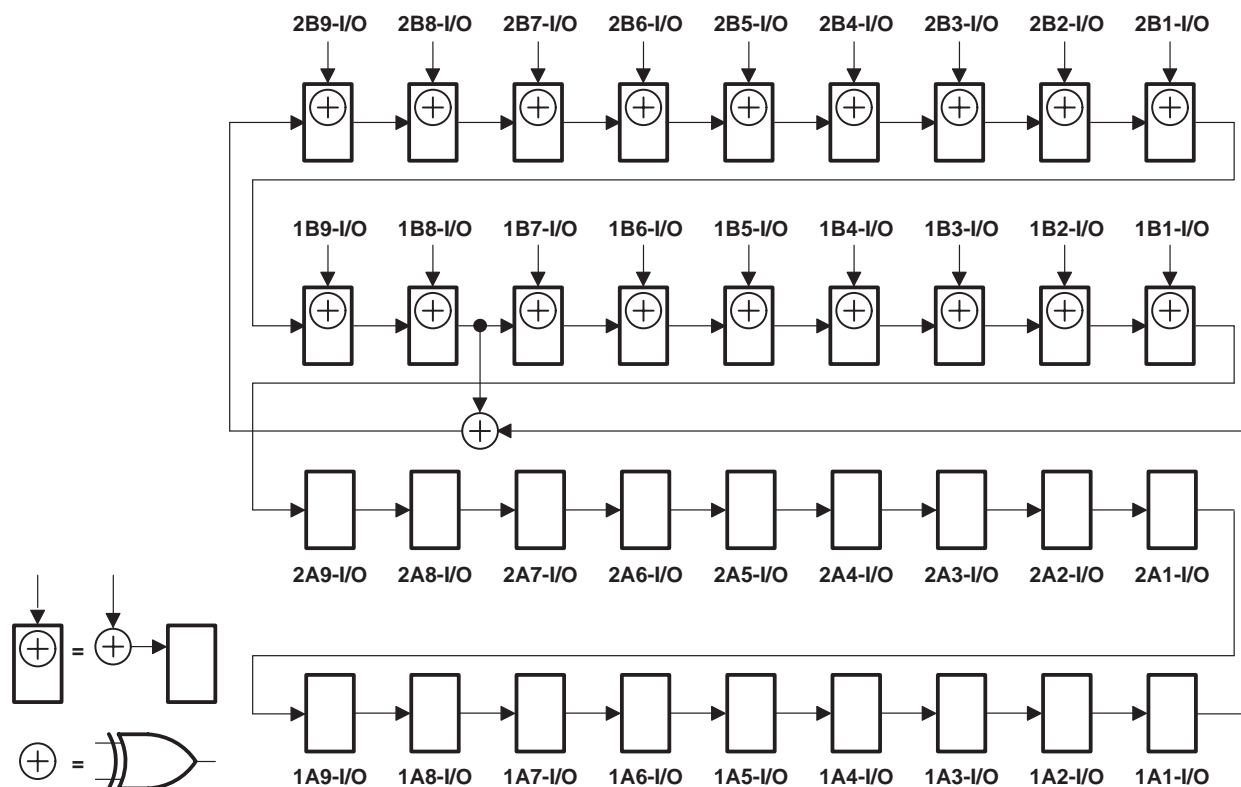 2B9-I/O 2B8-I/O 2B7-I/O 2B6-I/O 2B5-I/O 2B4-I/O 2B3-I/O 2B2-I/O 2B1-I/O
1B9-I/O 1B8-I/O 1B7-I/O 1B6-I/O 1B5-I/O 1B4-I/O 1B3-I/O 1B2-I/O 1B1-I/O
2A9-I/O 2A8-I/O 2A7-I/O 2A6-I/O 2A5-I/O 2A4-I/O 2A3-I/O 2A2-I/O 2A1-I/O
=
=
1A9-I/O 1A8-I/O 1A7-I/O 1A6-I/O 1A5-I/O 1A4-I/O 1A3-I/O 1A2-I/O 1A1-I/O